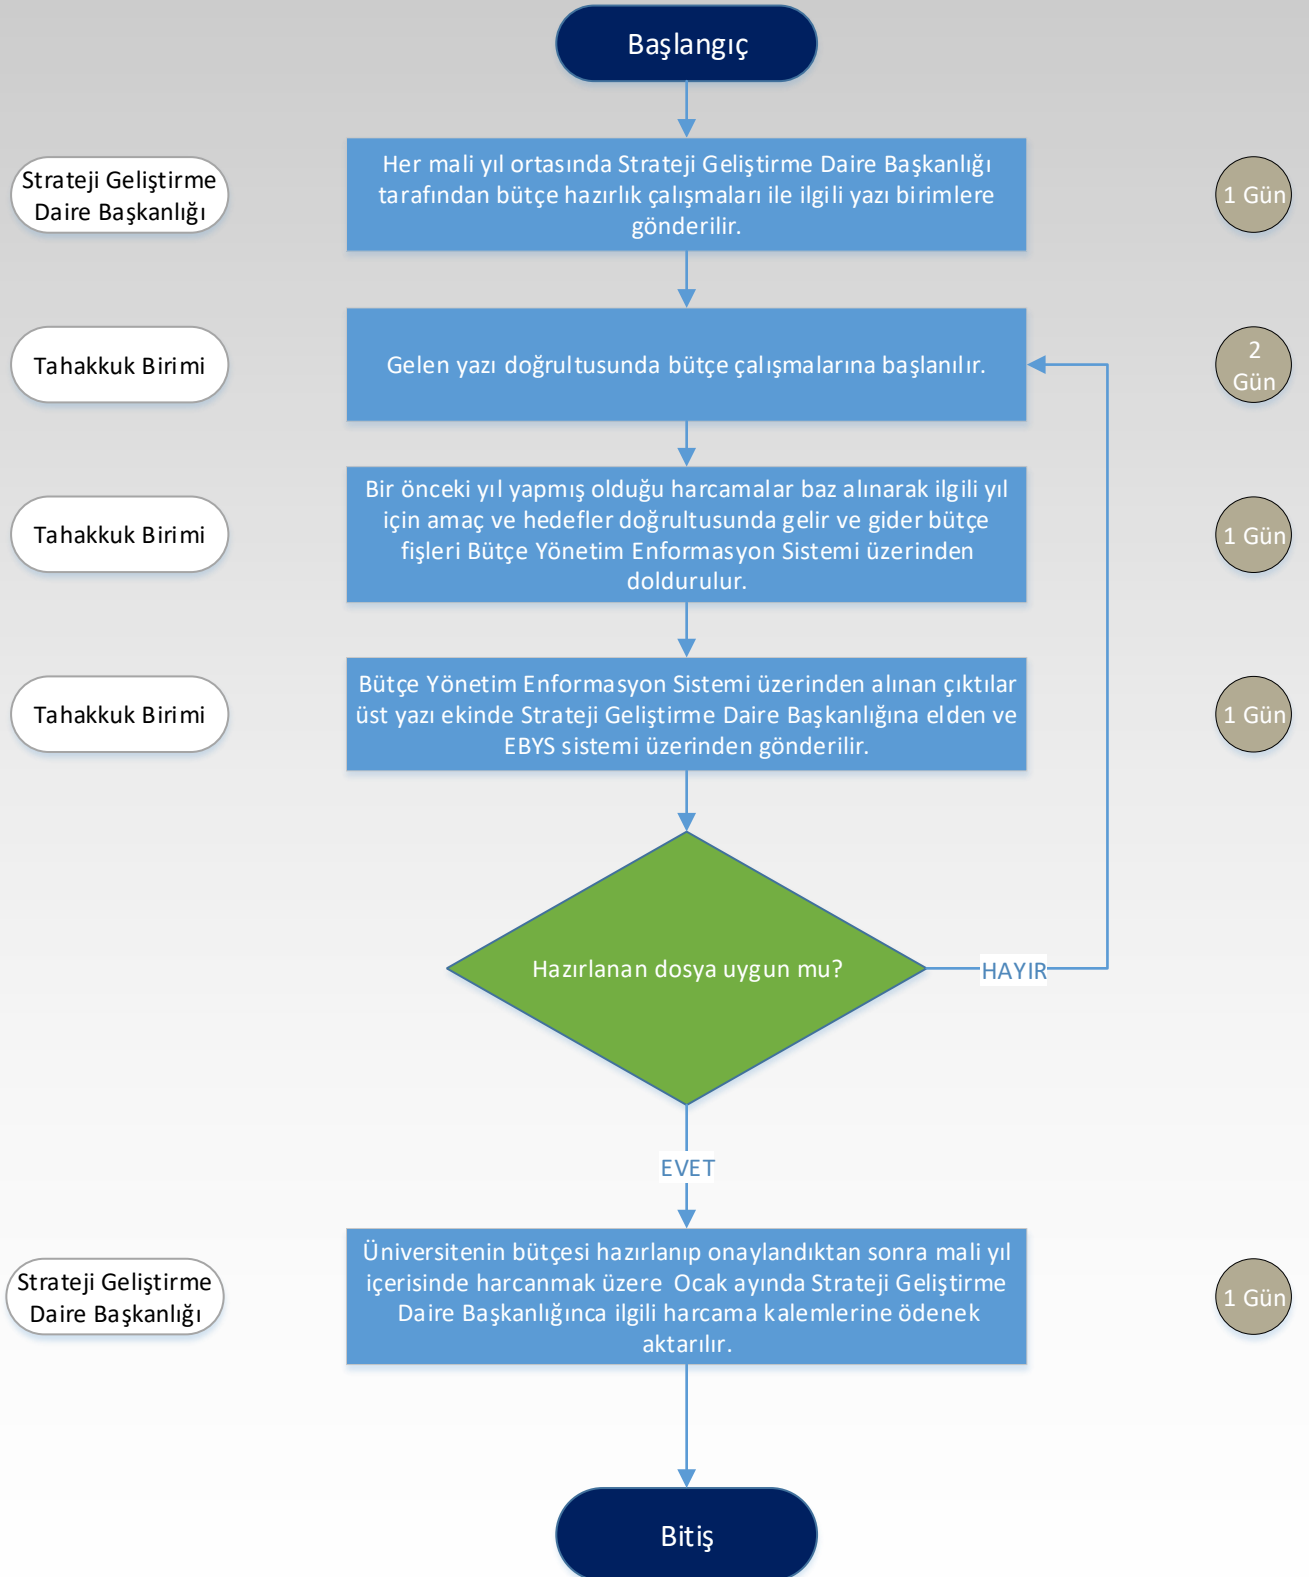 Başlangıç
Strateji Geliştirme
Daire Başkanlığı
Her mali yıl ortasında Strateji Geliştirme Daire Başkanlığı
tarafından bütçe hazırlık çalışmaları ile ilgili yazı birimlere
gönderilir.
1 Gün
Tahakkuk Birimi
Gelen yazı doğrultusunda bütçe çalışmalarına başlanılır.
2
Gün
Tahakkuk Birimi
Bir önceki yıl yapmış olduğu harcamalar baz alınarak ilgili yıl
için amaç ve hedefler doğrultusunda gelir ve gider bütçe
fişleri Bütçe Yönetim Enformasyon Sistemi üzerinden
doldurulur.
1 Gün
Tahakkuk Birimi
Bütçe Yönetim Enformasyon Sistemi üzerinden alınan çıktılar
üst yazı ekinde Strateji Geliştirme Daire Başkanlığına elden ve
EBYS sistemi üzerinden gönderilir.
1 Gün
Hazırlanan dosya uygun mu?
HAYIR
EVET
Strateji Geliştirme
Daire Başkanlığı
Üniversitenin bütçesi hazırlanıp onaylandıktan sonra mali yıl
içerisinde harcanmak üzere Ocak ayında Strateji Geliştirme
Daire Başkanlığınca ilgili harcama kalemlerine ödenek
aktarılır.
1 Gün
Bitiş